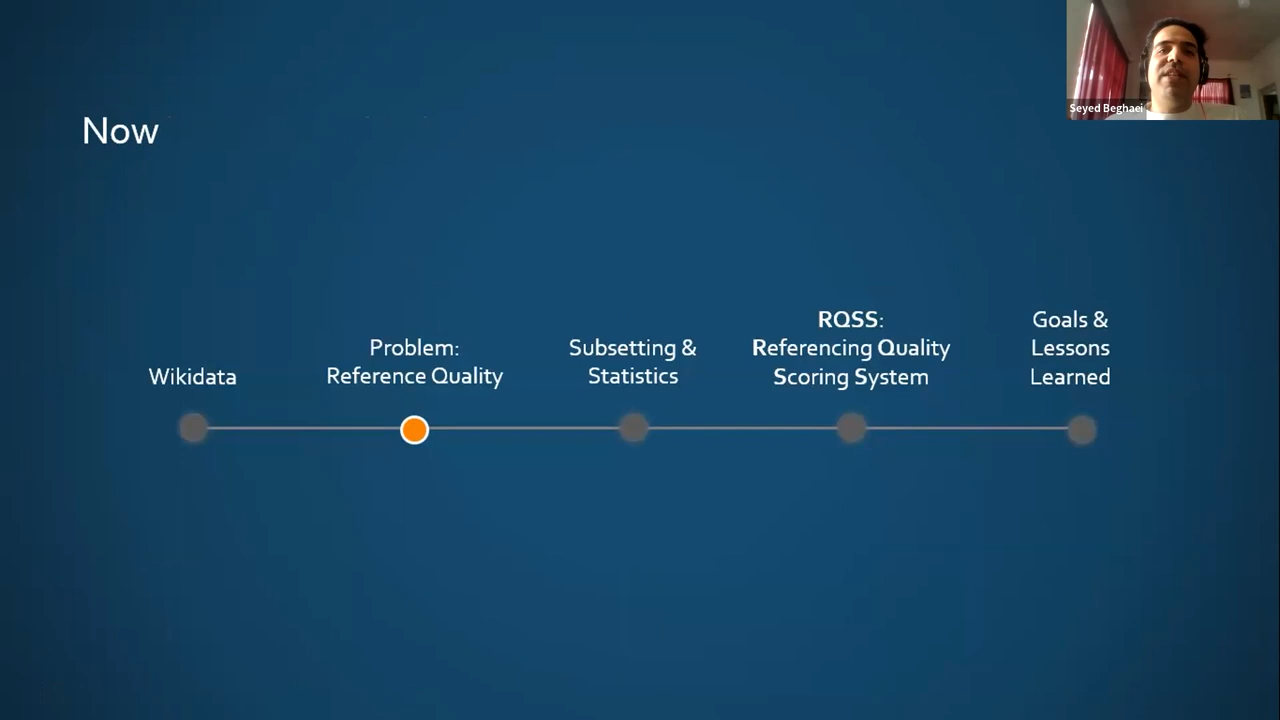 Seyed Beghaei
Now
Wikidata
Problem:
Reference Quality
Subsetting &
Statistics
RQSS:
Referencing Quality
Scoring System
Goals &
Lessons
Learned